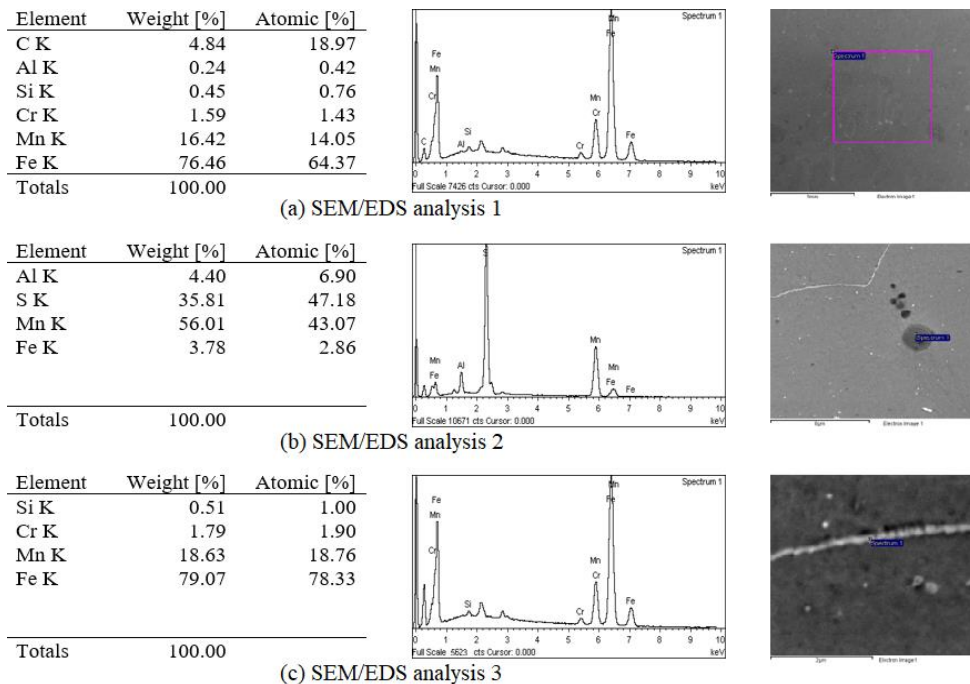 Element Weight [%] Atomic [%]
C K 4.84 18.97
Al K 0.24 0.42
Si K 0.45 0.76
Cr K 1.59 1.43
Mn K 16.42 14.05
Fe K 76.46 64.37
Totals 100.00
Spectrum 1
Mn
Fe Fe
Mn
Cr Mn
Cr
C Si Al Cr Fe
0 1 2 3 4 5 6 7 8 9 10
Full Scale 7426 cts Cursor: 0.000 keV
Spectrum 1
Electron Image 1
(a) SEM/EDS analysis 1
Element Weight [%] Atomic [%]
Al K 4.40 6.90
S K 35.81 47.18
Mn K 56.01 43.07
Fe K 3.78 2.86
Totals 100.00
Spectrum 1
S
Mn
Mn Al Mn
Fe Fe Fe
0 1 2 3 4 5 6 7 8 9 10
Full Scale 10671 cts Cursor: 0.000 keV
Spectrum 1
Electron Image 1
(b) SEM/EDS analysis 2
Element Weight [%] Atomic [%]
Si K 0.51 1.00
Cr K 1.79 1.90
Mn K 18.63 18.76
Fe K 79.07 78.33
Totals 100.00
Spectrum 1
Mn
Fe Fe
Mn
Cr Mn
Cr
Si Cr Fe
0 1 2 3 4 5 6 7 8 9 10
Full Scale 5623 cts Cursor: 0.000 keV
Spectrum 1
2µm Electron Image 1
(c) SEM/EDS analysis 3